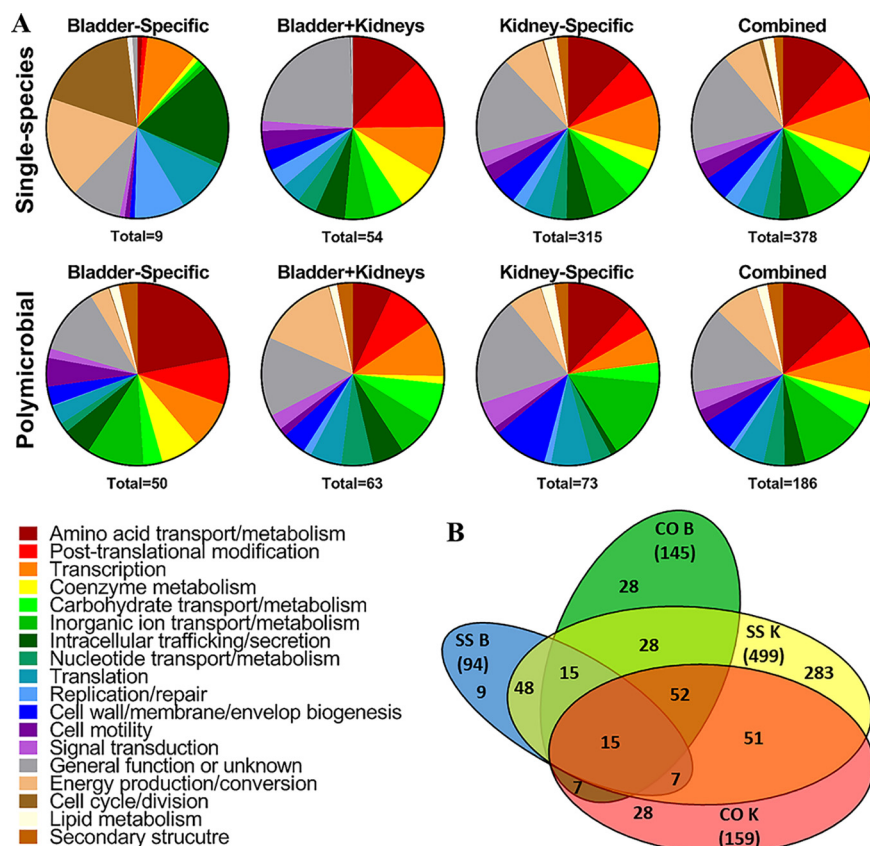 A
Bladder-Specific Bladder+Kidneys Kidney-Specific Combined
Single-species
Total=9 Total=54 Total=315 Total=378
Bladder-Specific Bladder+Kidneys Kidney-Specific Combined
Polymicrobial
Total=50 Total=63 Total=73 Total=186
Amino acid transport/metabolism
Post-translational modification
Transcription
Coenzyme metabolism
Carbohydrate transport/metabolism
Inorganic ion transport/metabolism
Intracellular trafficking/secretion
Nucleotide transport/metabolism
Translation
Replication/repair
Cell wall/membrane/envelop biogenesis
Cell motility
Signal transduction
General function or unknown
Energy production/conversion
Cell cycle/division
Lipid metabolism
Secondary strucutre
B
CO B
(145)
28
SS B
(94)
9
48
15
28
SS K
(499)
283
52
15
51
7
7
28
CO K
(159)